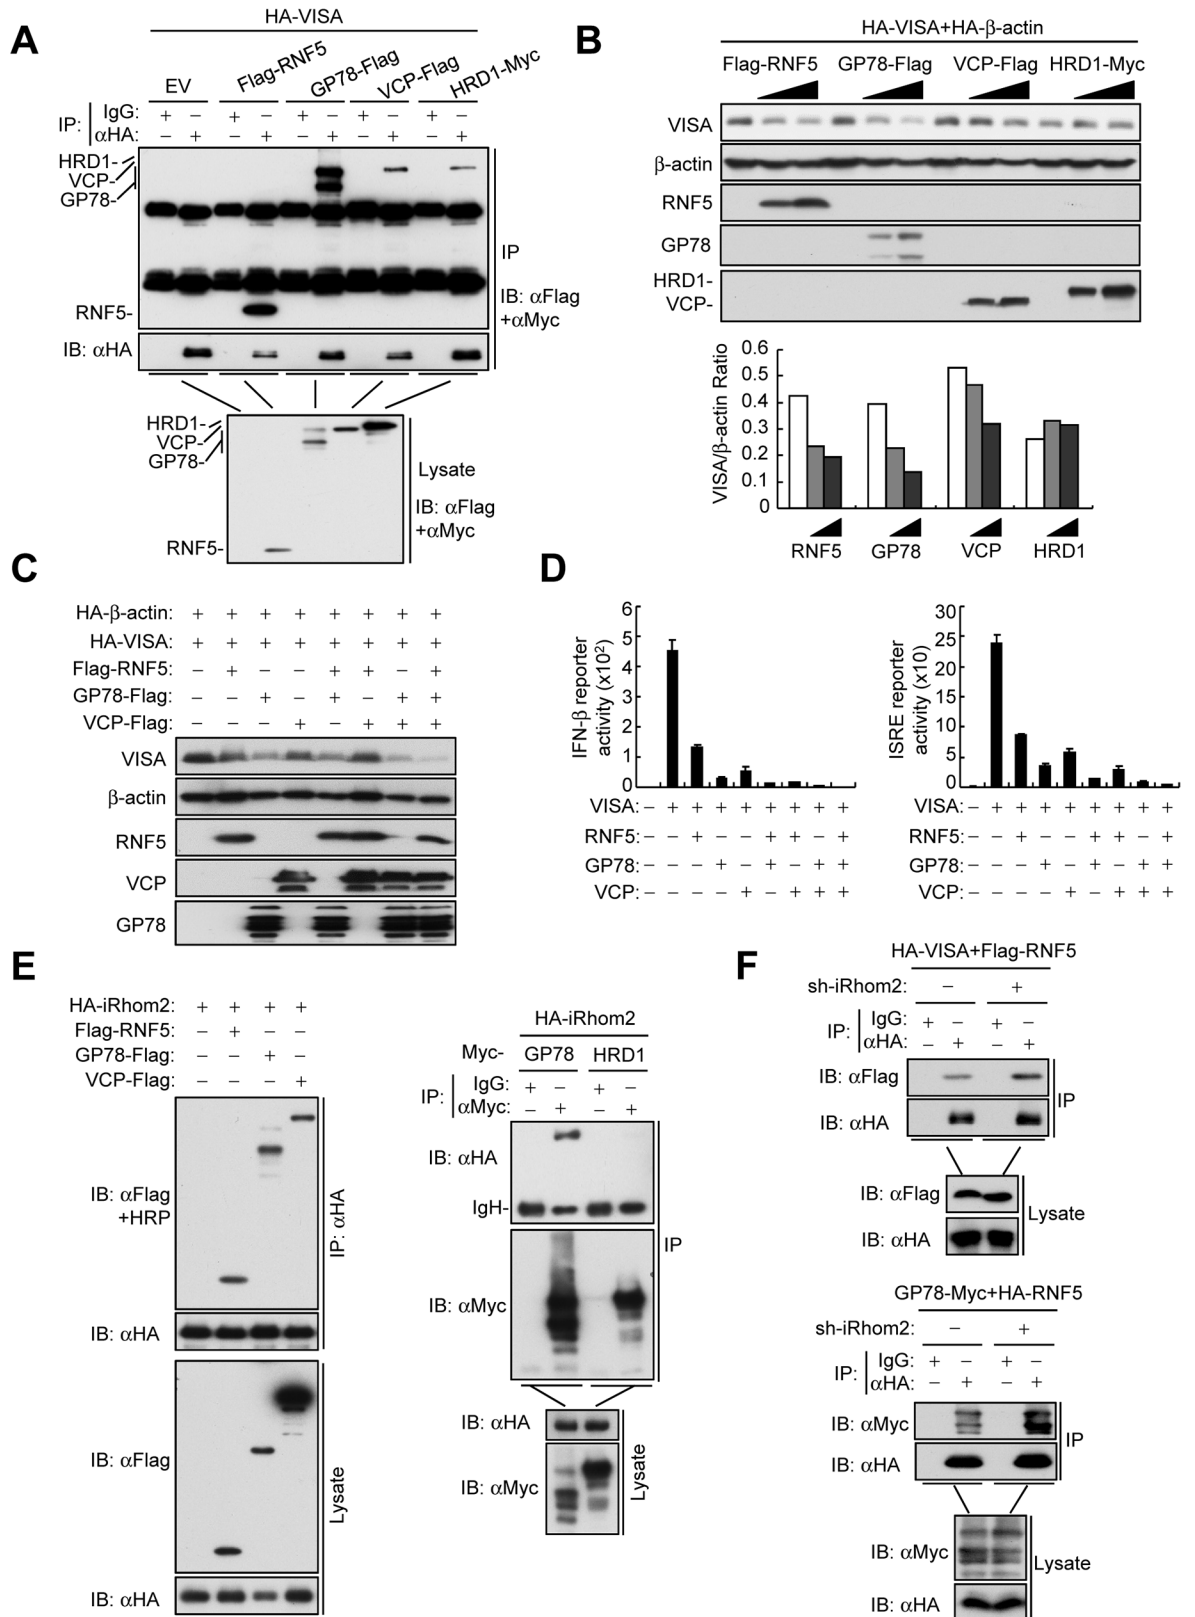 A
HA-VISA
EV
Flag-RNF5
GP78-Flag
VCP-Flag
HRD1-Myc
IP:
IgG: + – + – + – + – + –
αHA: – + – + – + – + – +
HRD1-
VCP-
GP78-
RNF5-
IP
IB: αFlag
+αMyc
IB: αHA
HRD1-
VCP-
GP78-
RNF5-
Lysate
IB: αFlag
+αMyc
B
HA-VISA+HA-β-actin
Flag-RNF5 GP78-Flag VCP-Flag HRD1-Myc
VISA
β-actin
RNF5
GP78
HRD1-
VCP-
VISA/β-actin Ratio
0.6
0.5
0.4
0.3
0.2
0.1
0
RNF5 GP78 VCP HRD1
C
HA-β-actin: + + + + + + + +
HA-VISA: + + + + + + + +
Flag-RNF5: – + – – + + – +
GP78-Flag: – – + – + – + +
VCP-Flag: – – – + – + + +
VISA
β-actin
RNF5
VCP
GP78
D
IFN-β reporter
activity (x10²)
6
5
4
3
2
1
0
VISA: – + + + + + + + +
RNF5: – – + – – + + – +
GP78: – – – + – + – + +
VCP: – – – – + – + + +
ISRE reporter
activity (x10)
30
25
20
15
10
5
0
VISA: – + + + + + + + +
RNF5: – – + – – + + – +
GP78: – – – + – + – + +
VCP: – – – – + – + + +
E
HA-iRhom2: + + + +
Flag-RNF5: – + – –
GP78-Flag: – – + –
VCP-Flag: – – – +
IB: αFlag
+HRP
IB: αHA
IP: αHA
IB: αFlag
IB: αHA
Lysate
HA-iRhom2
Myc- GP78 HRD1
IP:
IgG: + – + –
αMyc: – + – +
IB: αHA
IgH-
IB: αMyc
IP
IB: αHA
IB: αMyc
Lysate
F
HA-VISA+Flag-RNF5
sh-iRhom2: – +
IP:
IgG: + – + –
αHA: – + – +
IB: αFlag
IB: αHA
IP
IB: αFlag
IB: αHA
Lysate
GP78-Myc+HA-RNF5
sh-iRhom2: – +
IP:
IgG: + – + –
αHA: – + – +
IB: αMyc
IB: αHA
IP
IB: αMyc
IB: αHA
Lysate